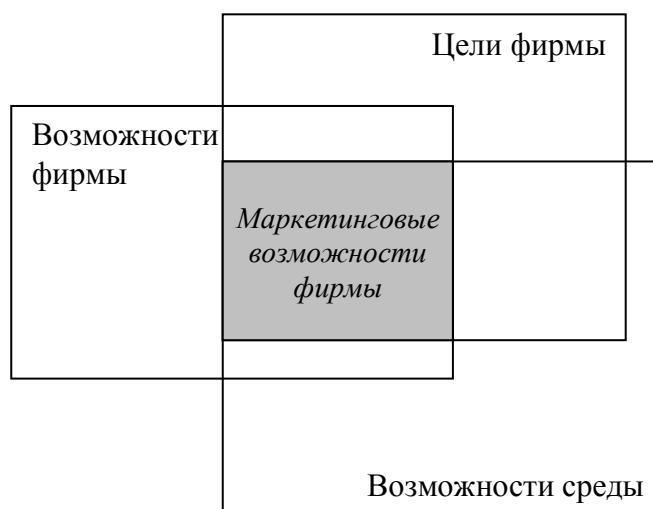 Цели фирмы
Возможности
фирмы
Маркетинговые
возможности
фирмы
Возможности среды